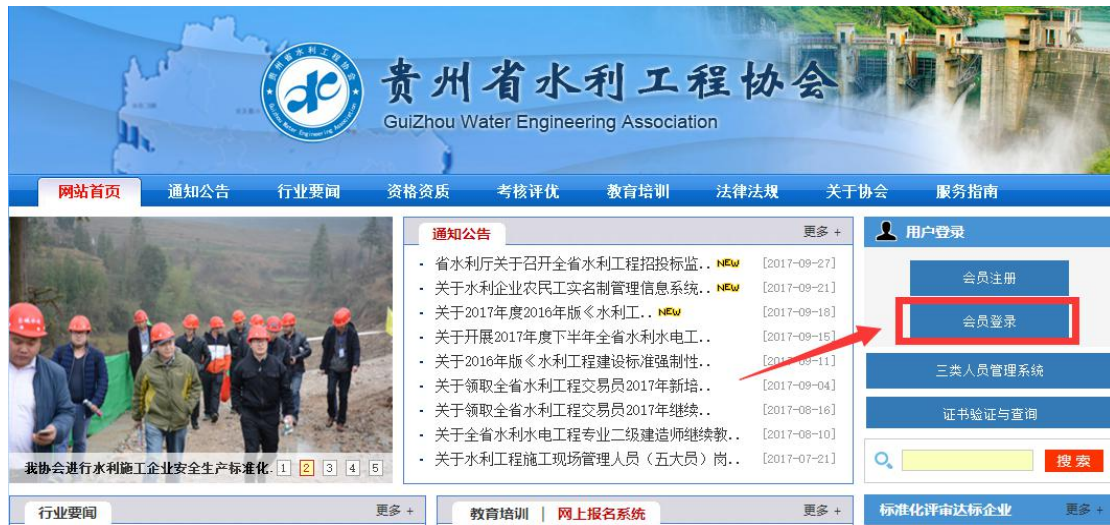 贵州省水利工程协会
GuiZhou Water Engineering Association
网站首页 通知公告 行业要闻 资格资质 考核评优 教育培训 法律法规 关于协会 服务指南
我协会进行水利施工企业安全生产标准化. 1 2 3 4 5
通知公告 更多 +
· 省水利厅关于召开全省水利工程招投标监.. NEW [2017-09-27]
· 关于水利企业农民工实名制管理信息系统.. NEW [2017-09-21]
· 关于2017年度2016年版《水利工.. NEW [2017-09-18]
· 关于开展2017年度下半年全省水利水电工.. [2017-09-15]
· 关于2016年版《水利工程建设标准强制性.. [2017-09-11]
· 关于领取全省水利工程交易员2017年新培.. [2017-09-04]
· 关于领取全省水利工程交易员2017年继续.. [2017-08-16]
· 关于全省水利水电工程专业二级建造师继续教.. [2017-08-10]
· 关于水利工程施工现场管理人员（五大员）岗.. [2017-07-21]
用户登录
会员注册
会员登录
三类人员管理系统
证书验证与查询
搜索
行业要闻 更多 +
教育培训 | 网上报名系统 更多 +
标准化评审达标企业 更多 +